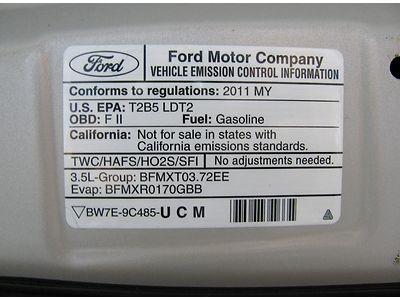 Ford
Ford Motor Company
VEHICLE EMISSION CONTROL INFORMATION
Conforms to regulations: 2011 MY
U.S. EPA: T2B5 LDT2
OBD: F II Fuel: Gasoline
California: Not for sale in states with
California emissions standards.
TWC/HAFS/HO2S/SFI No adjustments needed.
3.5L-Group: BFMXT03.72EE
Evap: BFMXR0170GBB
BW7E-9C485-UCM